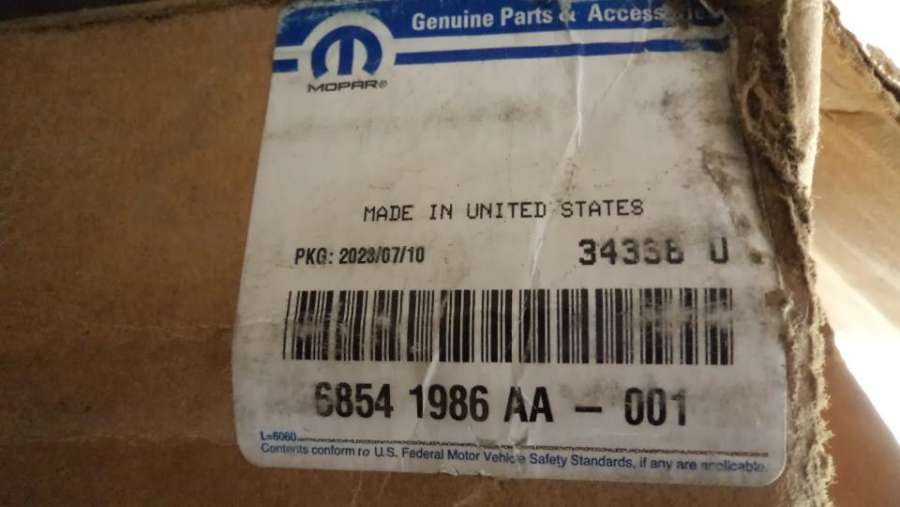 Genuine Parts & Accessories
MOPAR®
MADE IN UNITED STATES
PKG: 2023/07/10 34338 U
6854 1986 AA - 001
L=6060
Contents conform to U.S. Federal Motor Vehicle Safety Standards, if any are applicable.